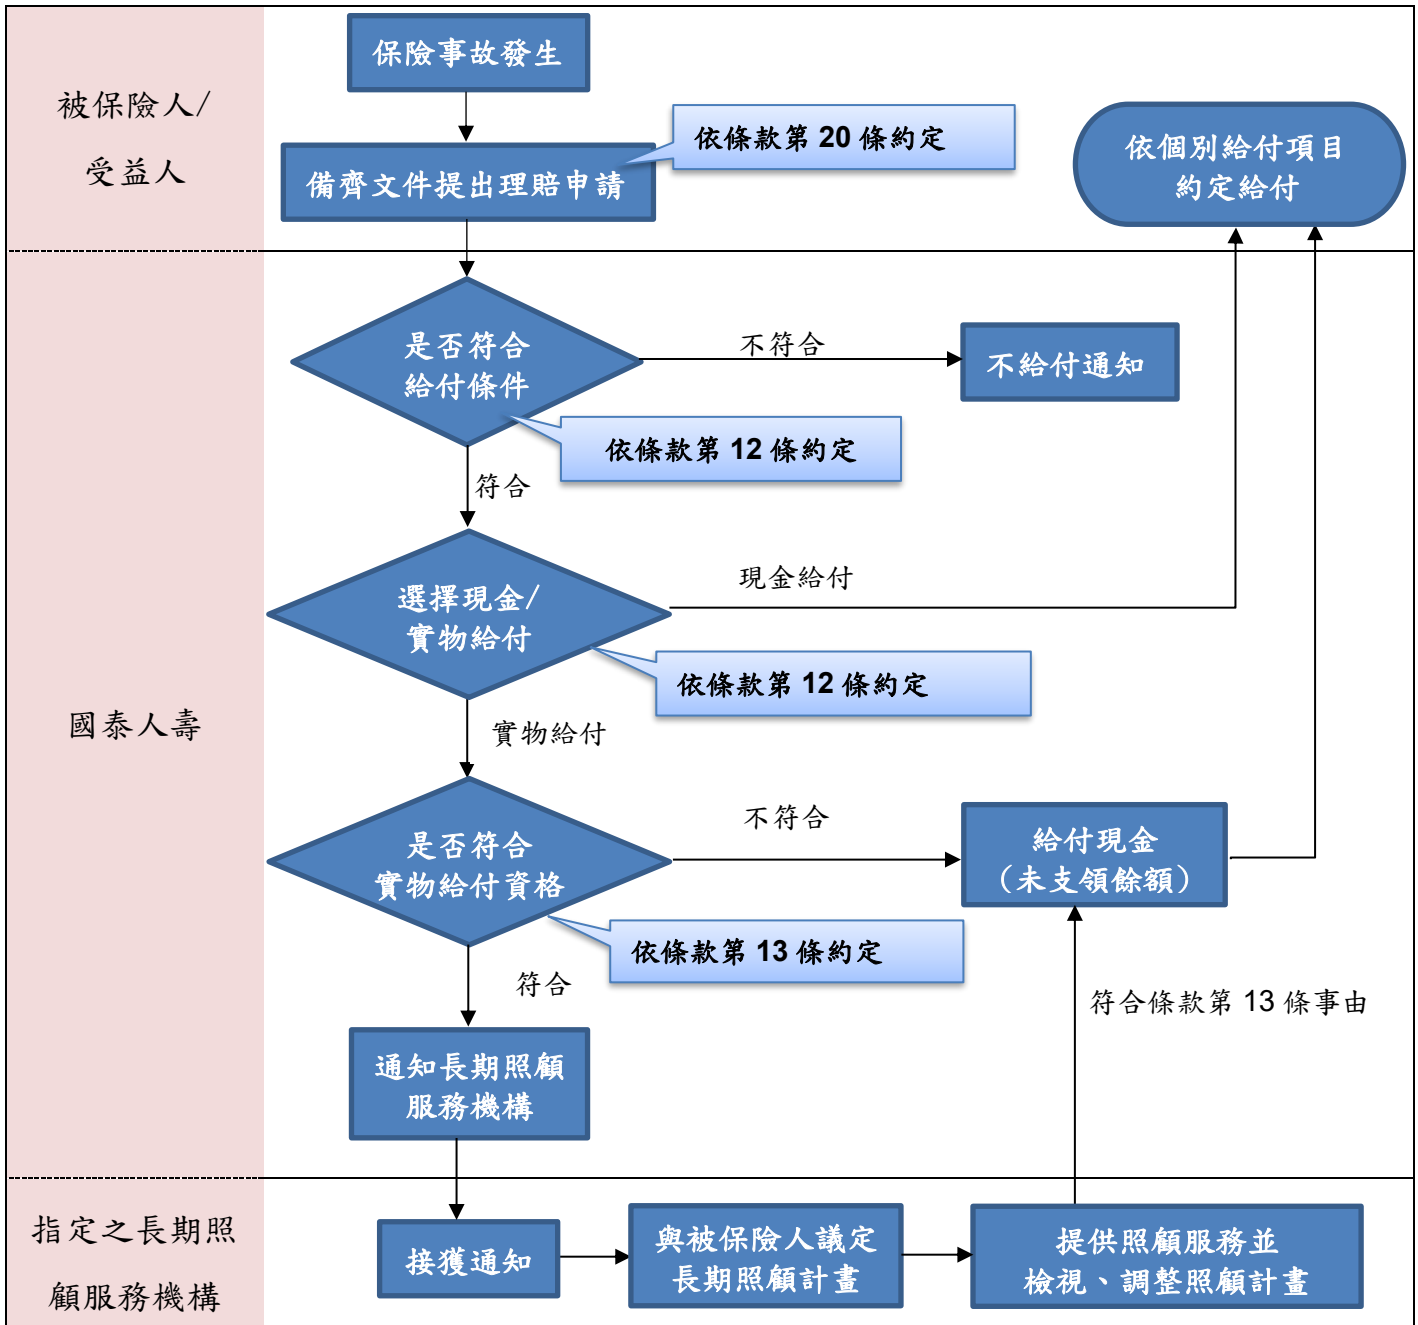 被保險人/
受益人
保險事故發生
依條款第 20 條約定
備齊文件提出理賠申請
依個別給付項目
約定給付
國泰人壽
是否符合
給付條件
不符合
不給付通知
依條款第 12 條約定
符合
選擇現金/
實物給付
現金給付
依條款第 12 條約定
實物給付
是否符合
實物給付資格
不符合
給付現金
（未支領餘額）
依條款第 13 條約定
符合
符合條款第 13 條事由
通知長期照顧
服務機構
指定之長期照
顧服務機構
接獲通知
與被保險人議定
長期照顧計畫
提供照顧服務並
檢視、調整照顧計畫